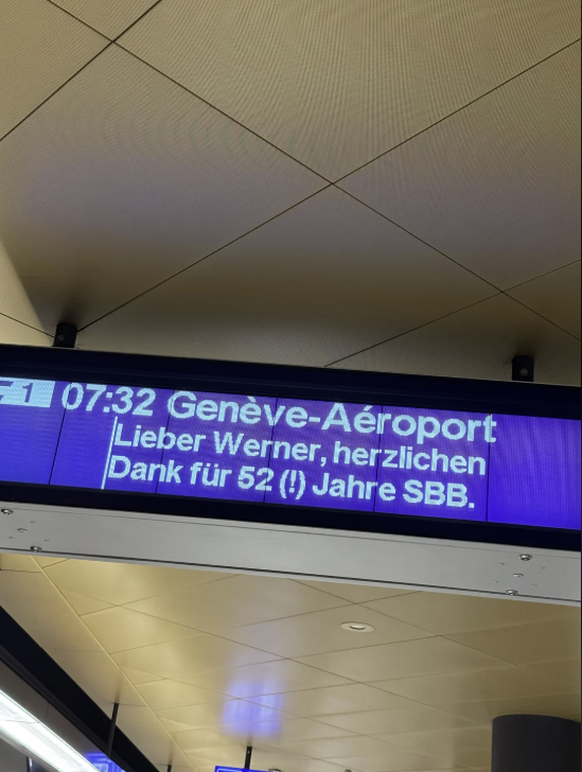 1 07:32 Genève-Aéroport
Lieber Werner, herzlichen
Dank für 52 (!) Jahre SBB.